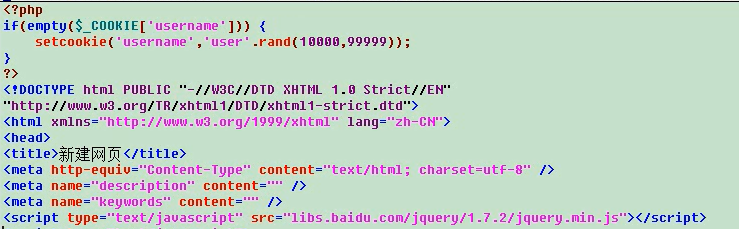 <?php
if(empty($_COOKIE['username'])) {
setcookie('username','user'.rand(10000,99999));
}
?>
<!DOCTYPE html PUBLIC "-//W3C//DTD XHTML 1.0 Strict//EN"
"http://www.w3.org/TR/xhtml1/DTD/xhtml1-strict.dtd">
<html xmlns="http://www.w3.org/1999/xhtml" lang="zh-CN">
<head>
<title>新建网页</title>
<meta http-equiv="Content-Type" content="text/html; charset=utf-8" />
<meta name="description" content="" />
<meta name="keywords" content="" />
<script type="text/javascript" src="libs.baidu.com/jquery/1.7.2/jquery.min.js"></script>